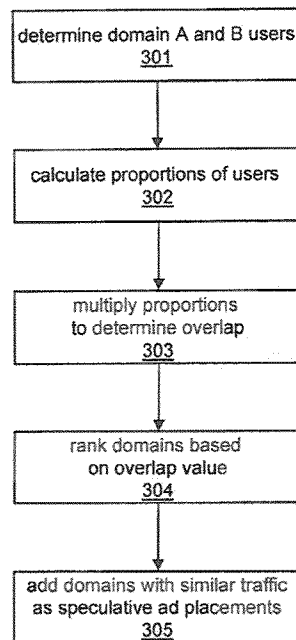 determine domain A and B users
301
calculate proportions of users
302
multiply proportions
to determine overlap
303
rank domains based
on overlap value
304
add domains with similar traffic
as speculative ad placements
305